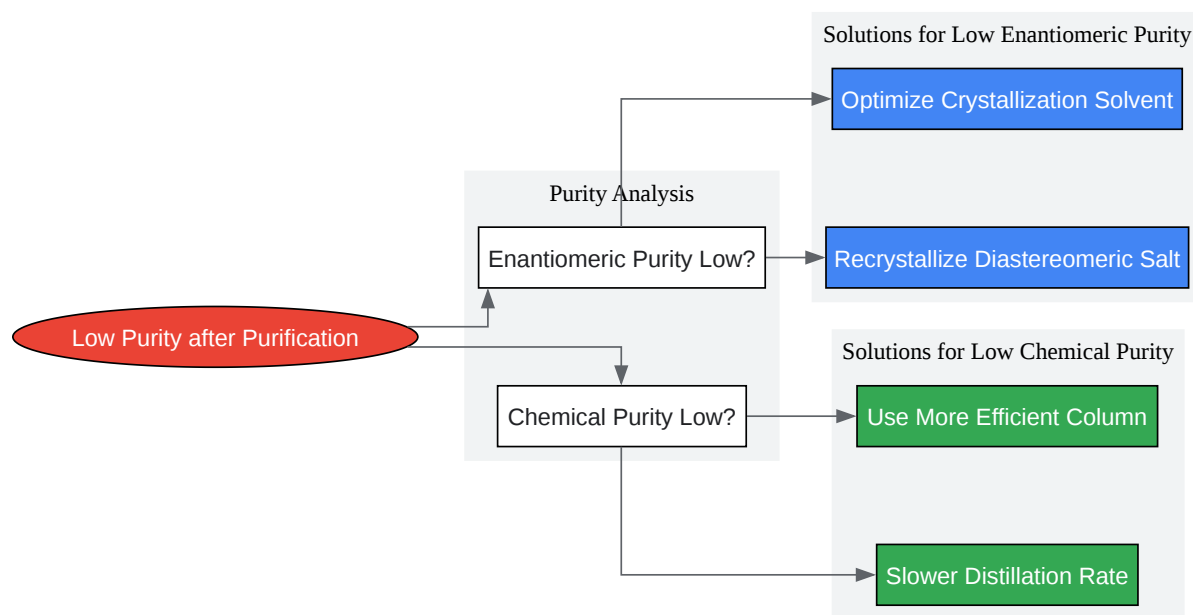 Solutions for Low Enantiomeric Purity
Optimize Crystallization Solvent
Purity Analysis
Enantiomeric Purity Low?
Recrystallize Diastereomeric Salt
Low Purity after Purification
Solutions for Low Chemical Purity
Chemical Purity Low?
Use More Efficient Column
Slower Distillation Rate